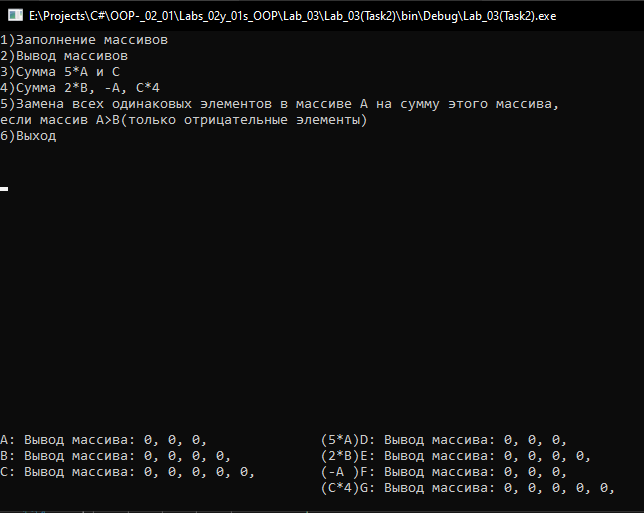 E:\Projects\C#\OOP-_02_01\Labs_02y_01s_OOP\Lab_03\Lab_03(Task2)\bin\Debug\Lab_03(Task2).exe
1)Заполнение массивов
2)Вывод массивов
3)Сумма 5*A и C
4)Сумма 2*B, -A, C*4
5)Замена всех одинаковых элементов в массиве A на сумму этого массива,
если массив A>B(только отрицательные элементы)
6)Выход
A: Вывод массива: 0, 0, 0, (5*A)D: Вывод массива: 0, 0, 0,
B: Вывод массива: 0, 0, 0, 0, (2*B)E: Вывод массива: 0, 0, 0, 0,
C: Вывод массива: 0, 0, 0, 0, 0, (-A )F: Вывод массива: 0, 0, 0,
(C*4)G: Вывод массива: 0, 0, 0, 0, 0,